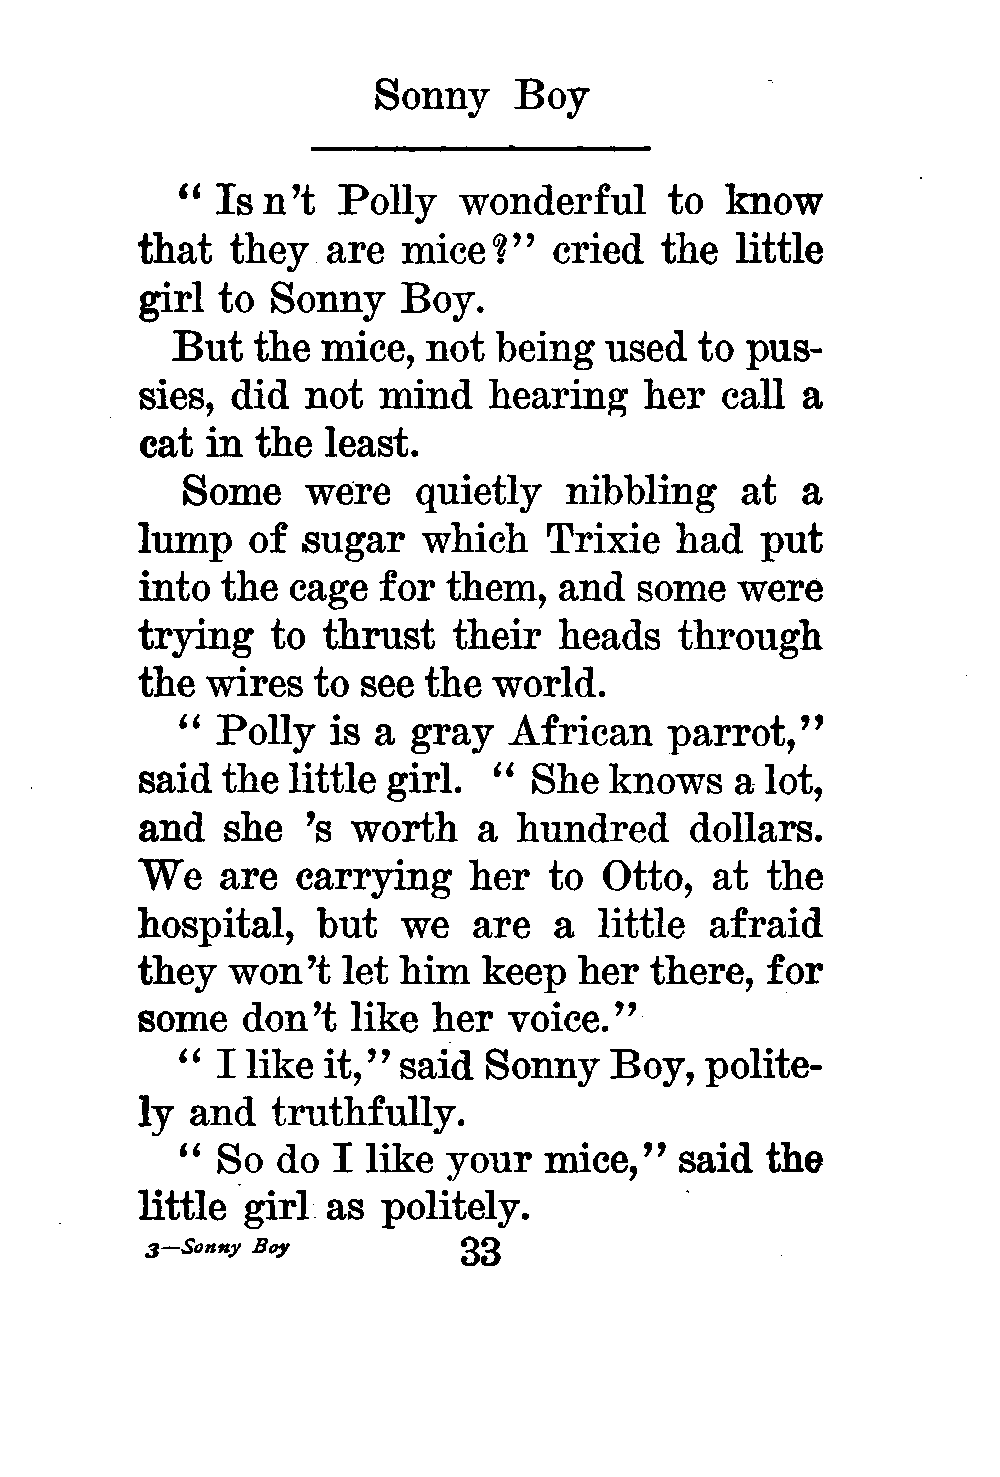 Sonny Boy
“ Is n’t Polly wonderful to know
that they are mice?” cried the little
girl to Sonny Boy.
But the mice, not being used to pus-
sies, did not mind hearing her call a
cat in the least.
Some were quietly nibbling at a
lump of sugar which Trixie had put
into the cage for them, and some were
trying to thrust their heads through
the wires to see the world.
“ Polly is a gray African parrot,”
said the little girl. “ She knows a lot,
and she ’s worth a hundred dollars.
We are carrying her to Otto, at the
hospital, but we are a little afraid
they won’t let him keep her there, for
some don’t like her voice.”
“ I like it,” said Sonny Boy, polite-
ly and truthfully.
“ So do I like your mice,” said the
little girl as politely.
3—Sonny Boy 33